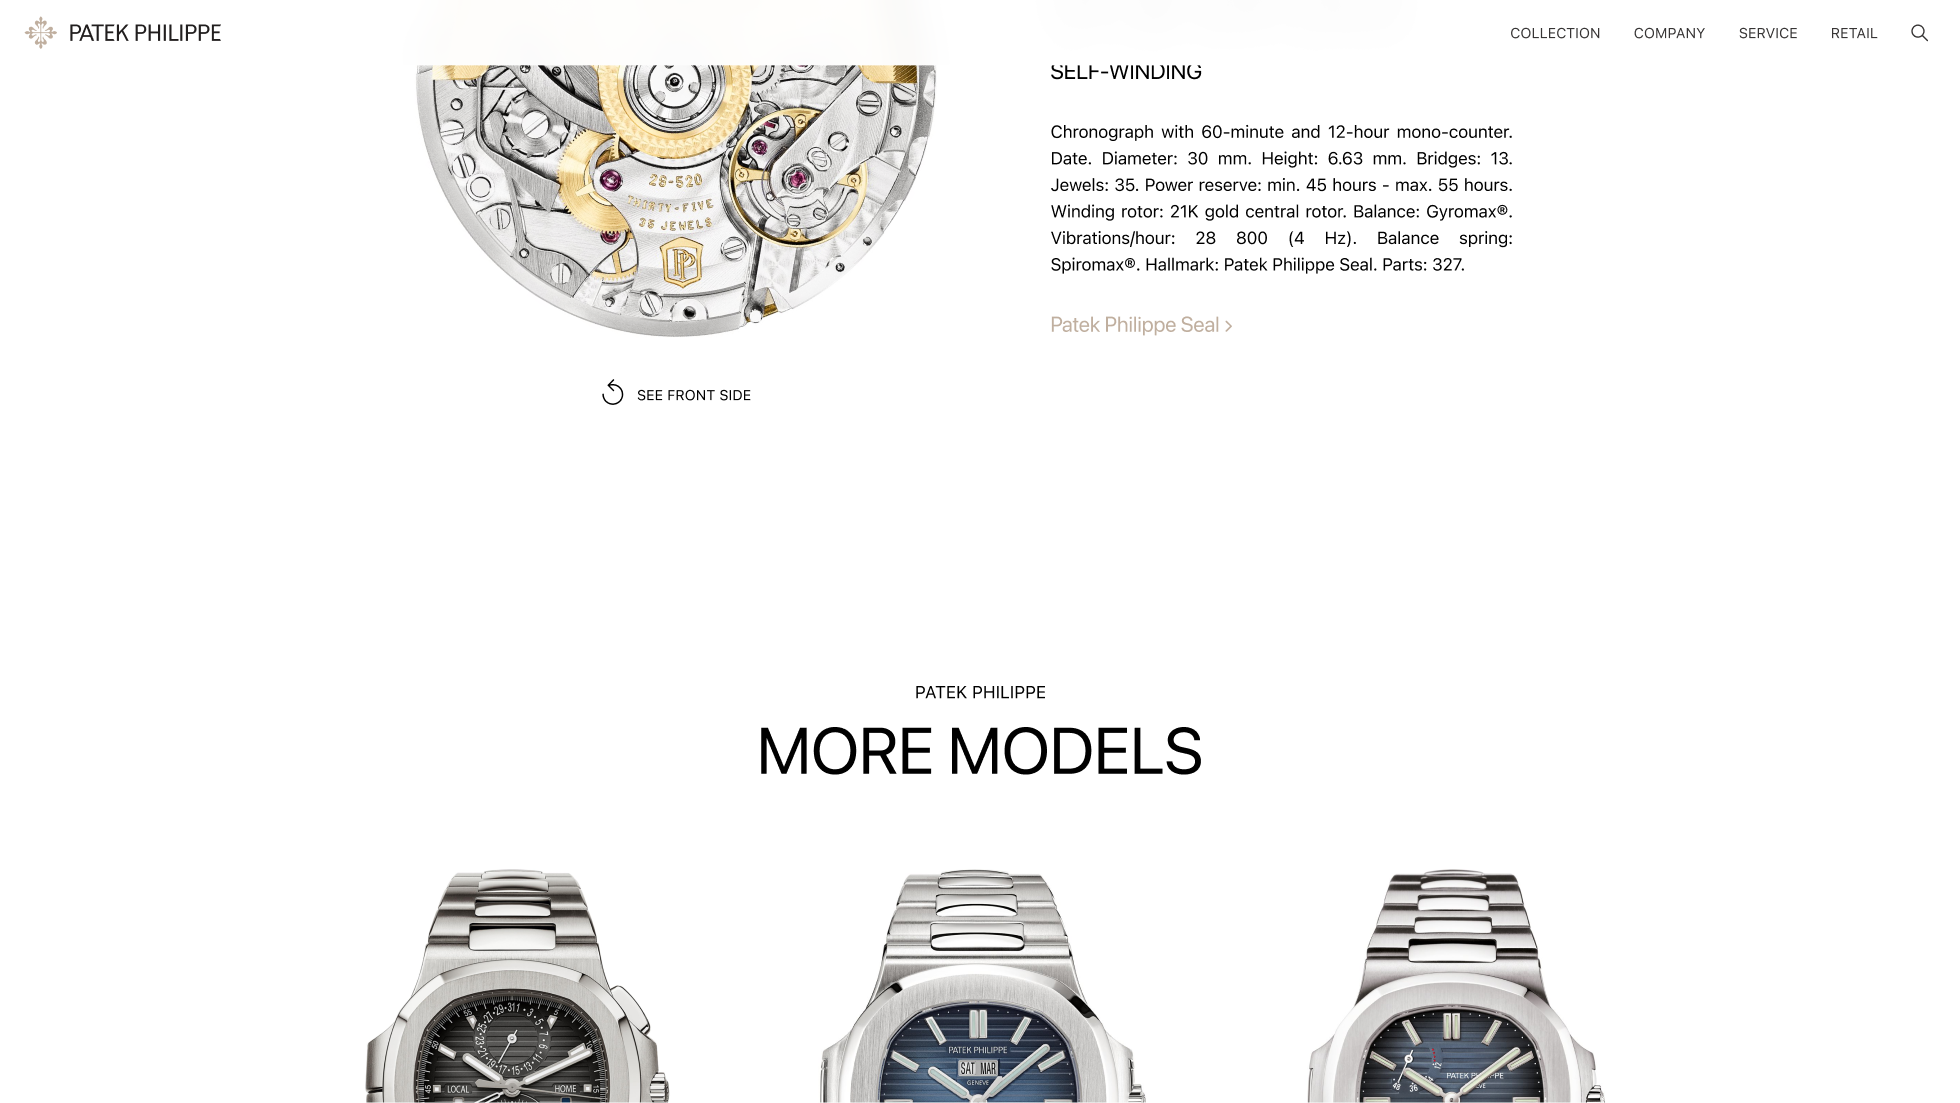 PATEK PHILIPPE
COLLECTION
COMPANY
SERVICE
RETAIL
SELF-WINDING
Chronograph with 60-minute and 12-hour mono-counter.
Date. Diameter: 30 mm. Height: 6.63 mm. Bridges: 13.
Jewels: 35. Power reserve: min. 45 hours - max. 55 hours.
Winding rotor: 21K gold central rotor. Balance: Gyromax®.
Vibrations/hour: 28 800 (4 Hz). Balance spring:
Spiromax®. Hallmark: Patek Philippe Seal. Parts: 327.
Patek Philippe Seal >
28-520
THIRTY-FIVE
35 JEWELS
PP
SEE FRONT SIDE
PATEK PHILIPPE
MORE MODELS
LOCAL
HOME
PATEK PHILIPPE
SAT MAR
GENEVE
PATEK PHILIPPE